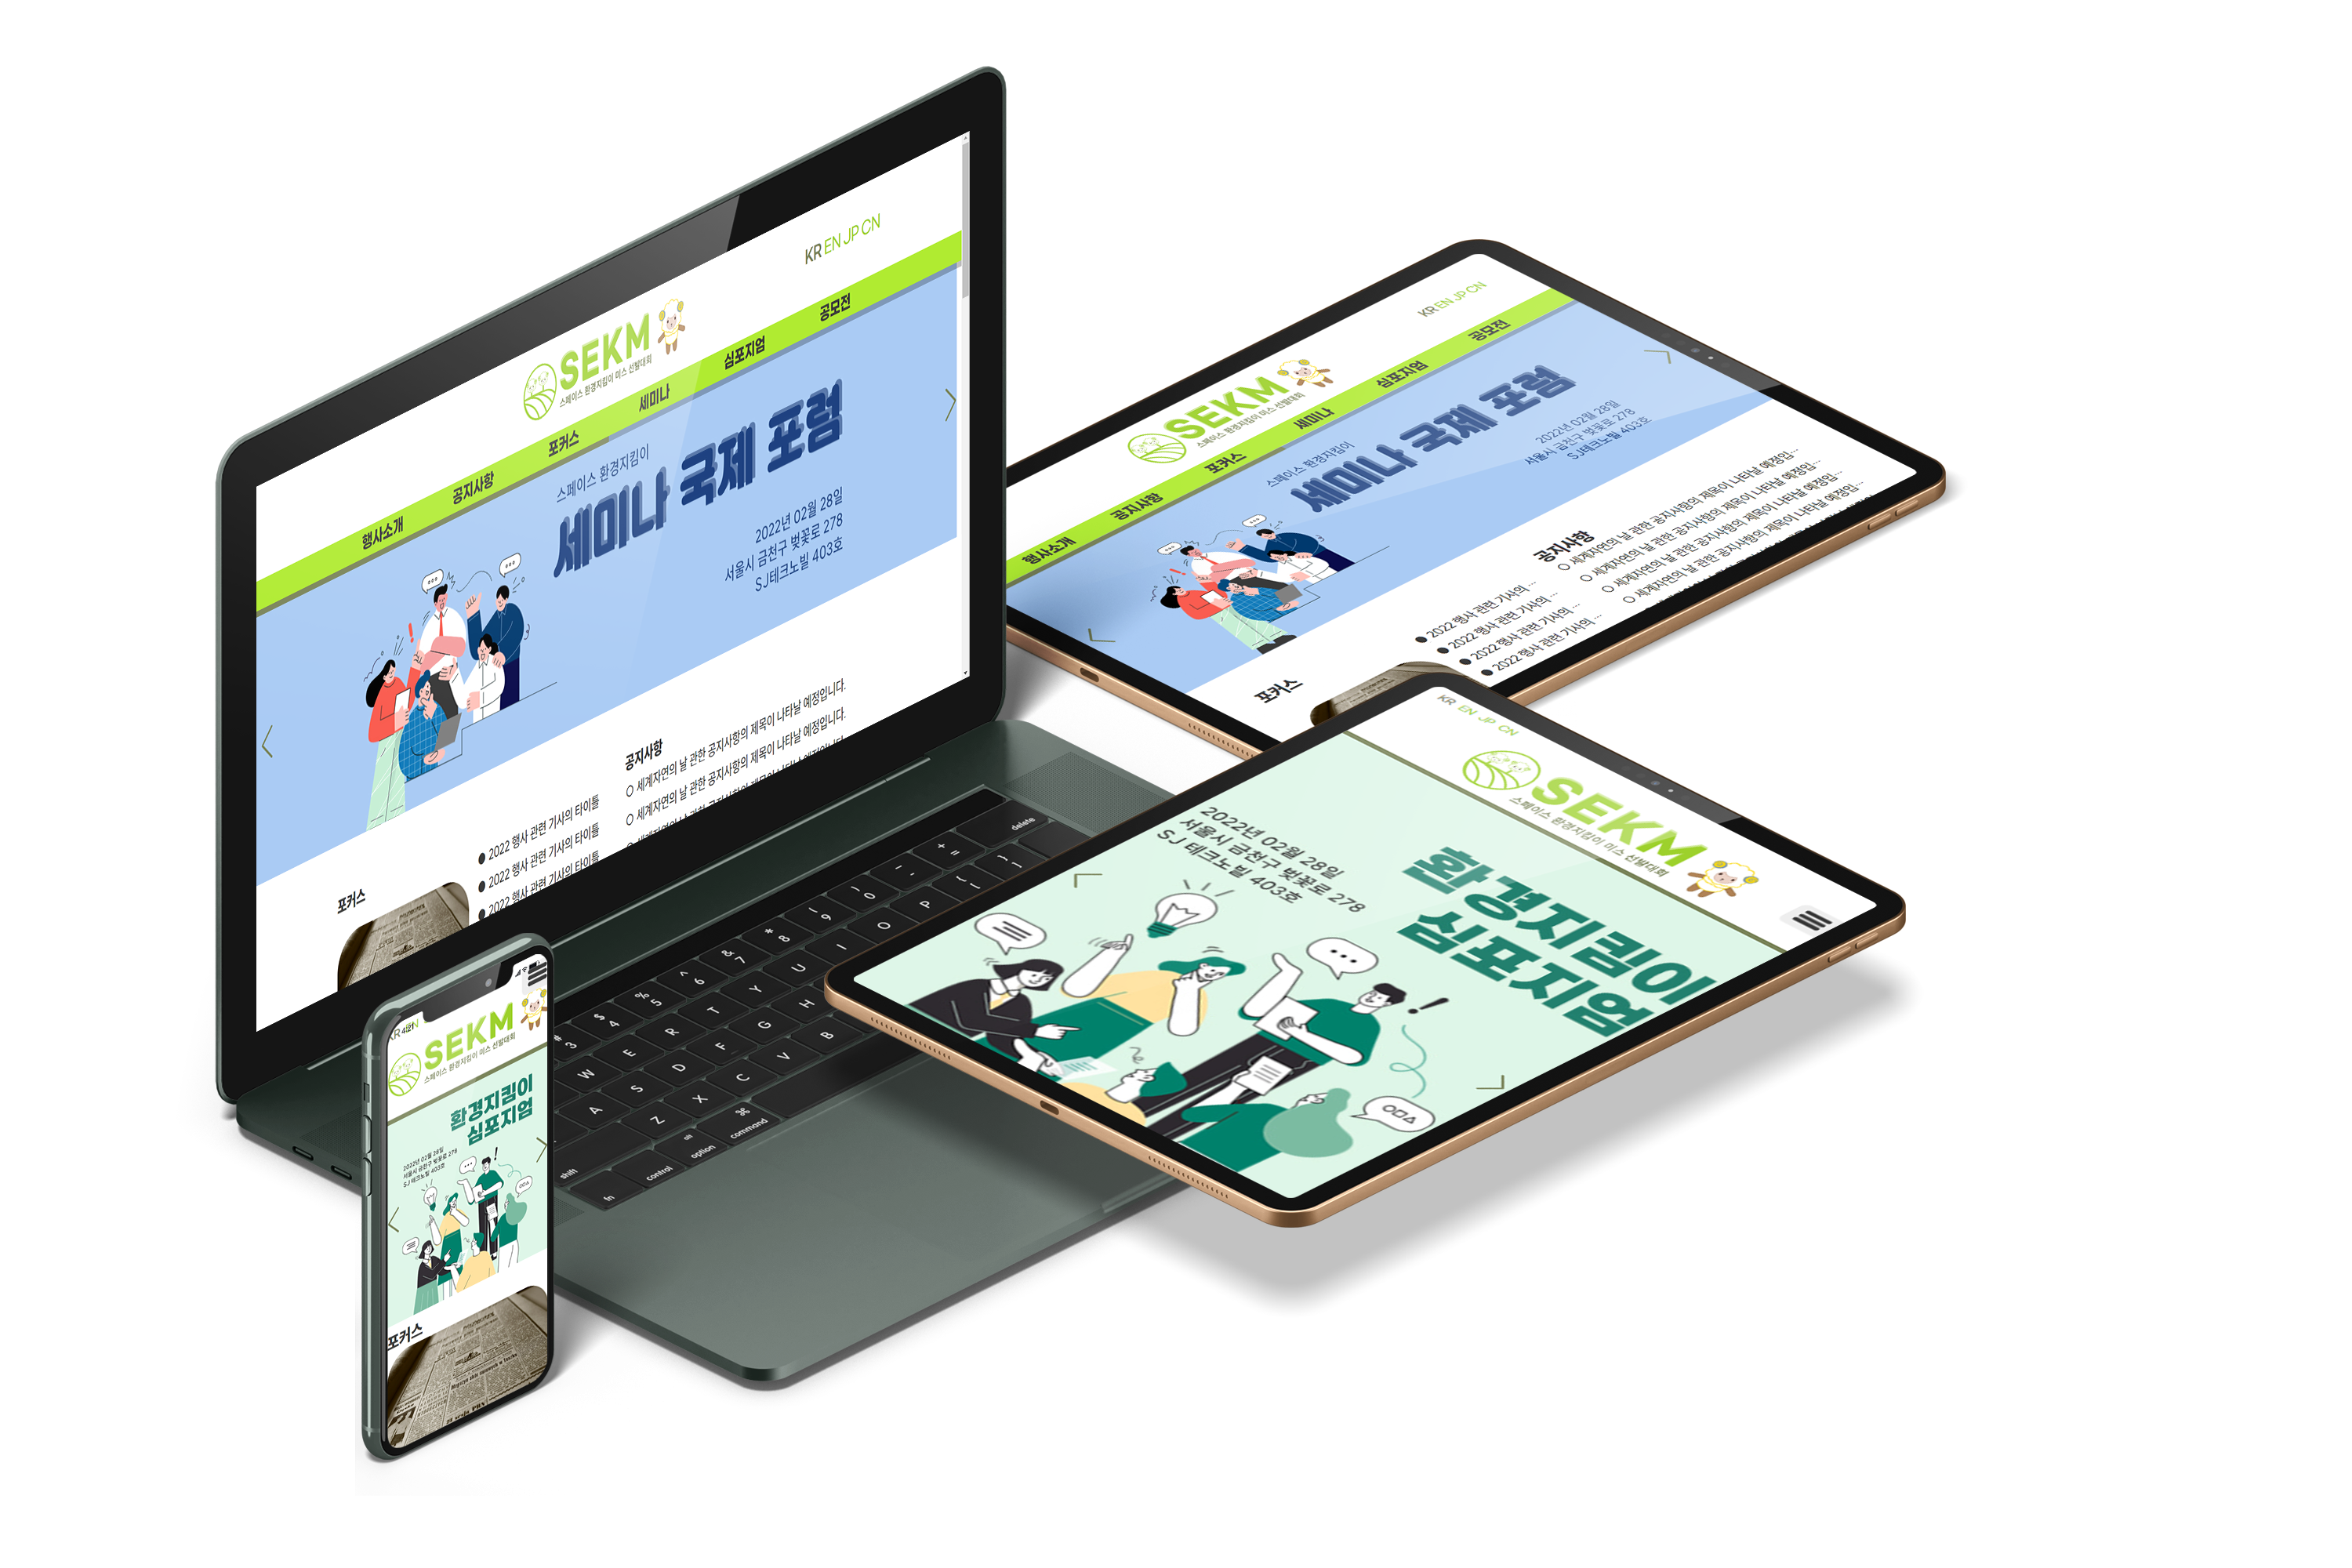 KR EN JP CN
SEKM
스페이스 환경지킴이 미스 선발대회
행사소개
공지사항
포커스
세미나
심포지엄
공모전
스페이스 환경지킴이
세미나 국제 포럼
2022년 02월 28일
서울시 금천구 벚꽃로 278
SJ테크노빌 403호
포커스
● 2022 행사 관련 기사의 타이틀
● 2022 행사 관련 기사의 타이틀
● 2022 행사 관련 기사의 타이틀
공지사항
○ 세계자연의 날 관한 공지사항의 제목이 나타날 예정입니다.
○ 세계자연의 날 관한 공지사항의 제목이 나타날 예정입니다.
KR EN JP CN
SEKM
스페이스 환경지킴이 미스 선발대회
행사소개
공지사항
포커스
세미나
심포지엄
공모전
스페이스 환경지킴이
세미나 국제 포럼
2022년 02월 28일
서울시 금천구 벚꽃로 278
SJ테크노빌 403호
포커스
● 2022 행사 관련 기사의 ...
● 2022 행사 관련 기사의 ...
● 2022 행사 관련 기사의 ...
● 2022 행사 관련 기사의 ...
공지사항
○ 세계자연의 날 관한 공지사항의 제목이 나타날 예정입...
○ 세계자연의 날 관한 공지사항의 제목이 나타날 예정입...
○ 세계자연의 날 관한 공지사항의 제목이 나타날 예정입...
○ 세계자연의 날 관한 공지사항의 제목이 나타날 예정입...
KR EN JP CN
SEKM
스페이스 환경지킴이 미스 선발대회
환경지킴이
심포지엄
2022년 02월 28일
서울시 금천구 벚꽃로 278
SJ 테크노빌 403호
4:21
SEKM
스페이스 환경지킴이 미스 선발대회
환경지킴이
심포지엄
2022년 02월 28일
서울시 금천구 벚꽃로 278
SJ 테크노빌 403호
포커스
delete
# 3 $ 4 % 5 ^ 6 & 7 * 8 ( 9 ) 0 - + =
W E R T Y U I O P { [ } ]
A S D F G H
Z X C V B
shift
fn
control
alt option
⌘ command